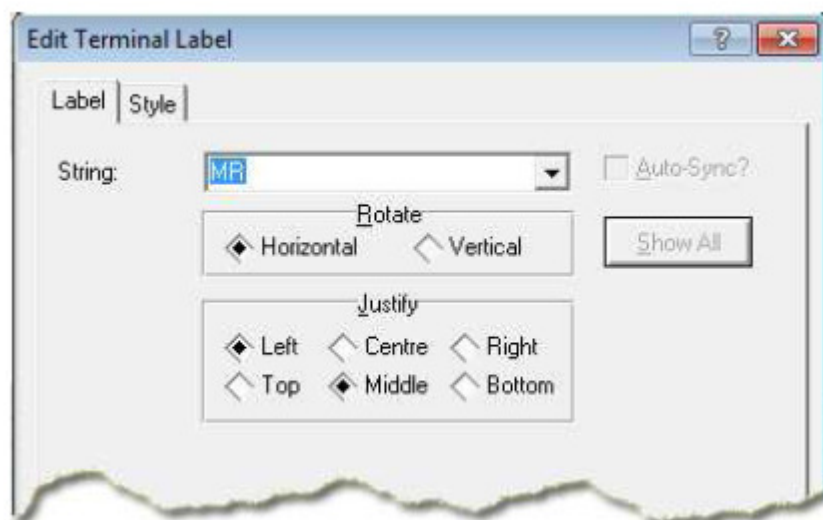 Edit Terminal Label
Label Style
String: MR Auto-Sync?
Rotate
Horizontal Vertical Show All
Justify
Left Centre Right
Top Middle Bottom